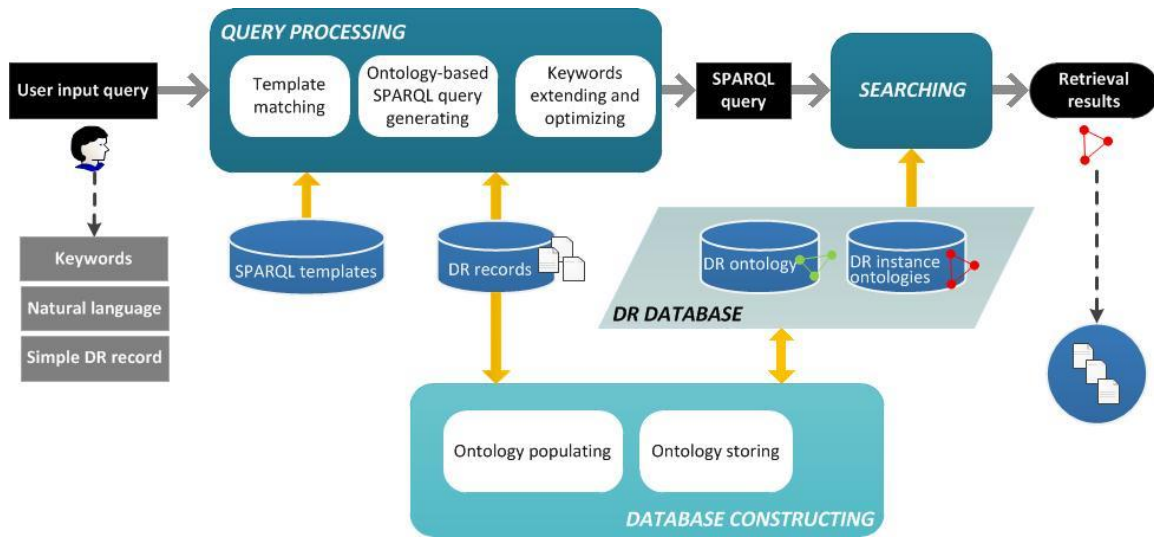 QUERY PROCESSING
User input query
Template
matching
Ontology-based
SPARQL query
generating
Keywords
extending and
optimizing
SPARQL
query
SEARCHING
Retrieval
results
Keywords
Natural language
Simple DR record
SPARQL templates
DR records
DR ontology
DR instance
ontologies
DR DATABASE
Ontology populating
Ontology storing
DATABASE CONSTRUCTING